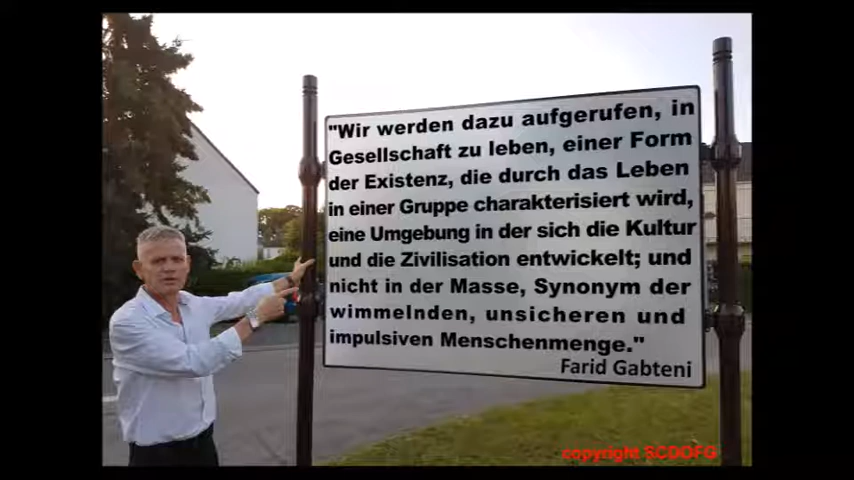 "Wir werden dazu aufgerufen, in
Gesellschaft zu leben, einer Form
der Existenz, die durch das Leben
in einer Gruppe charakterisiert wird,
eine Umgebung in der sich die Kultur
und die Zivilisation entwickelt; und
nicht in der Masse, Synonym der
wimmelnden, unsicheren und
impulsiven, Menschenmenge."
Farid Gabteni
copyright SCDOFG